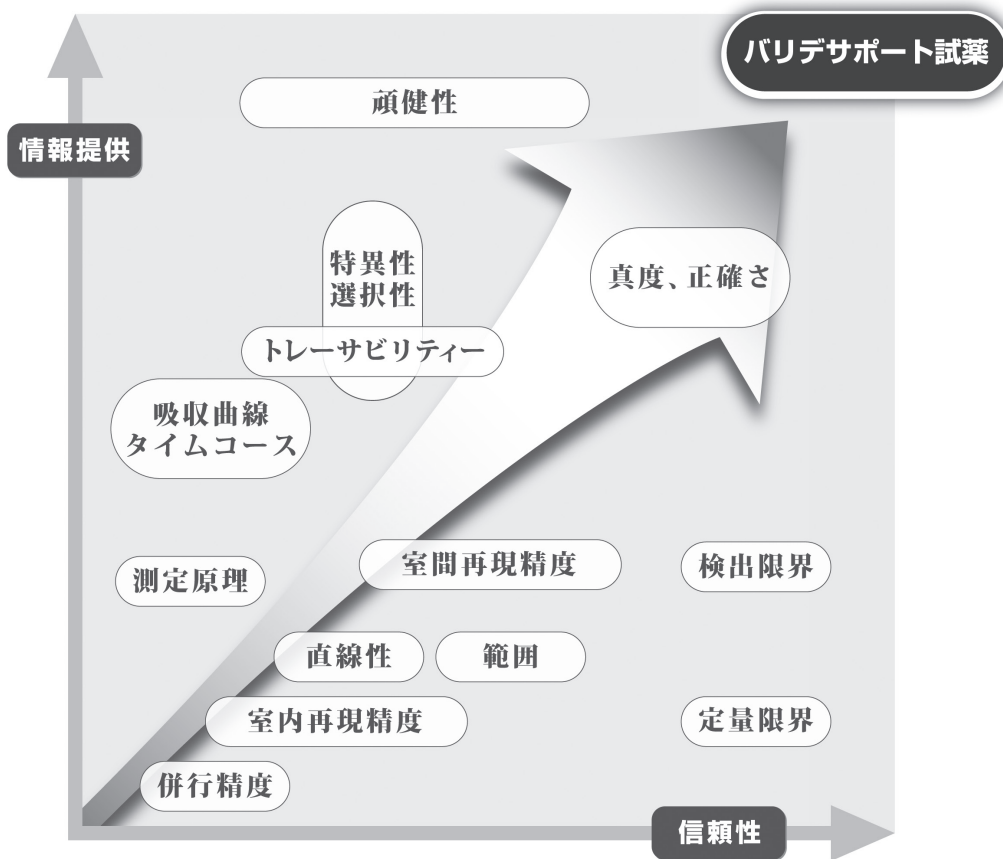 バリデサポート試薬
頑健性
情報提供
特異性
選択性
真度、正確さ
トレーサビリティー
吸収曲線
タイムコース
室間再現精度
検出限界
測定原理
直線性
範囲
室内再現精度
定量限界
併行精度
信頼性